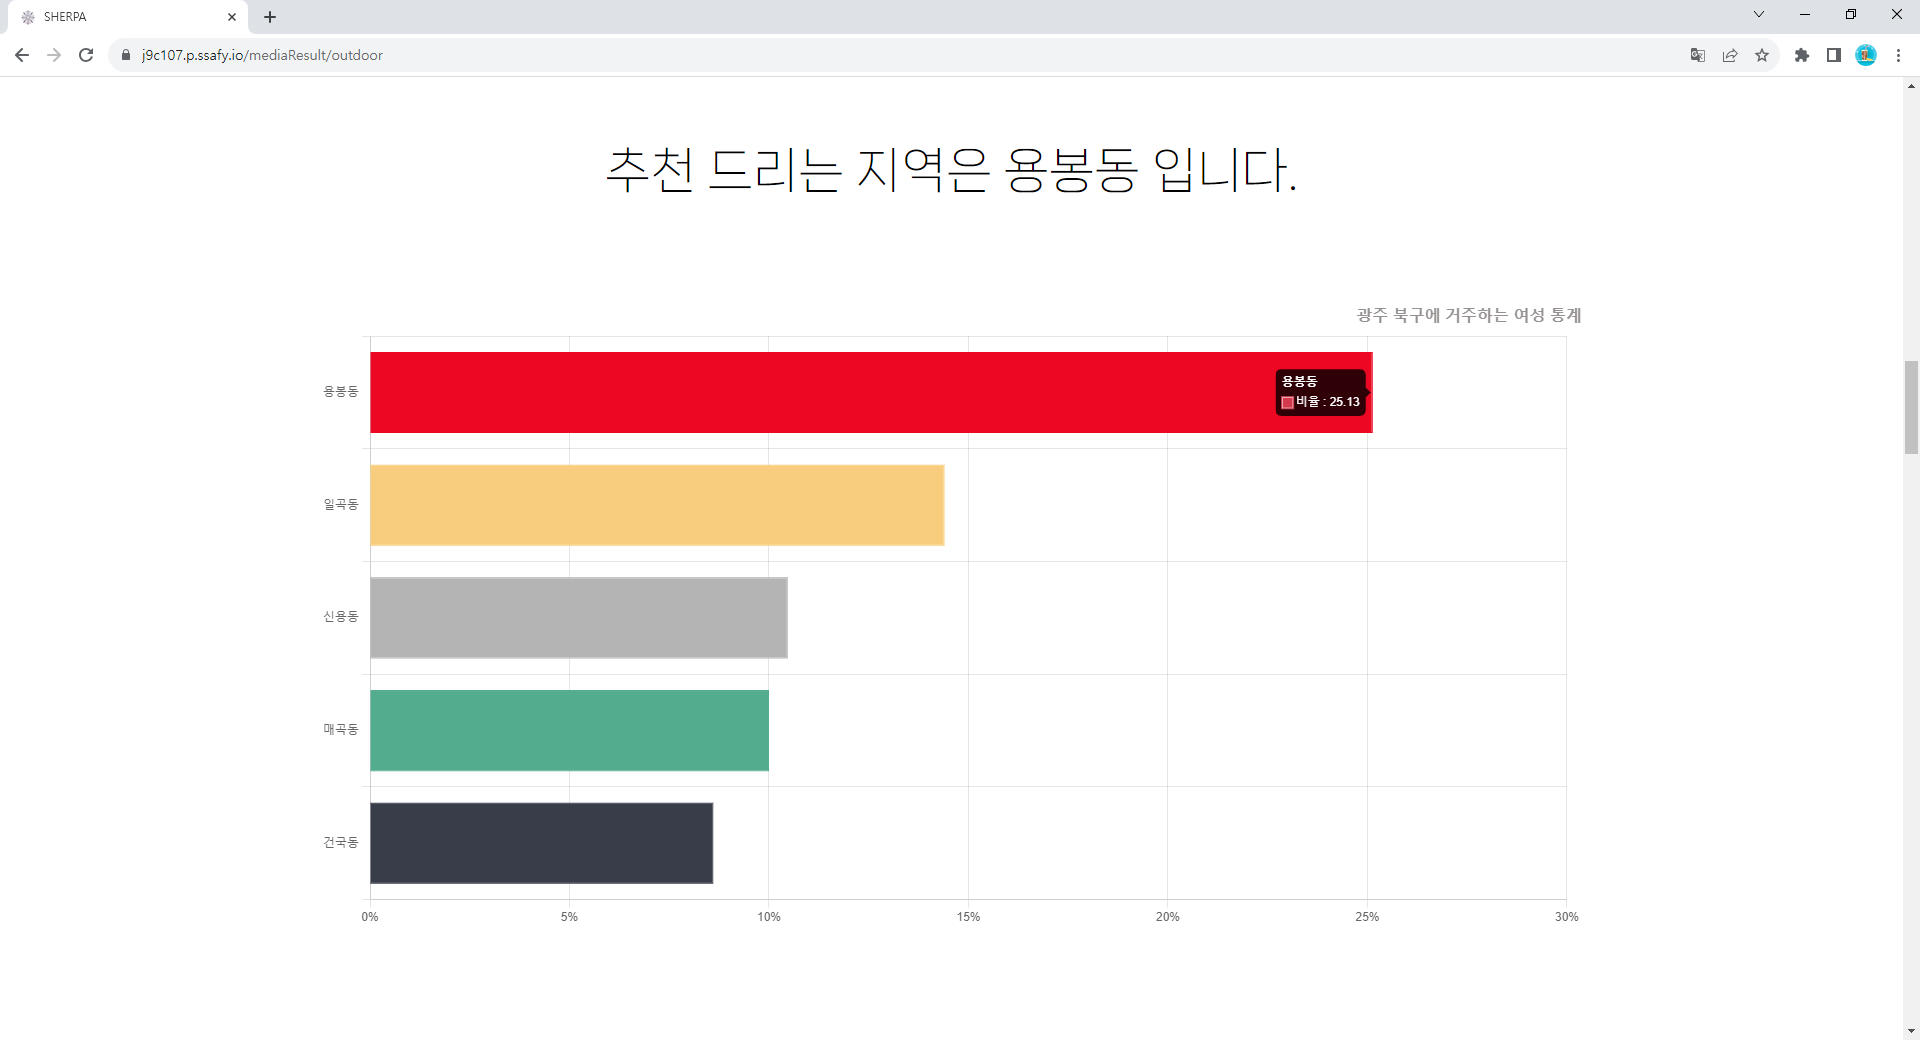 SHERPA
j9c107.p.ssafy.io/mediaResult/outdoor
추천 드리는 지역은 용봉동 입니다.
광주 북구에 거주하는 여성 통계
용봉동
용봉동
비율 : 25.13
일곡동
신용동
매곡동
건국동
0% 5% 10% 15% 20% 25% 30%